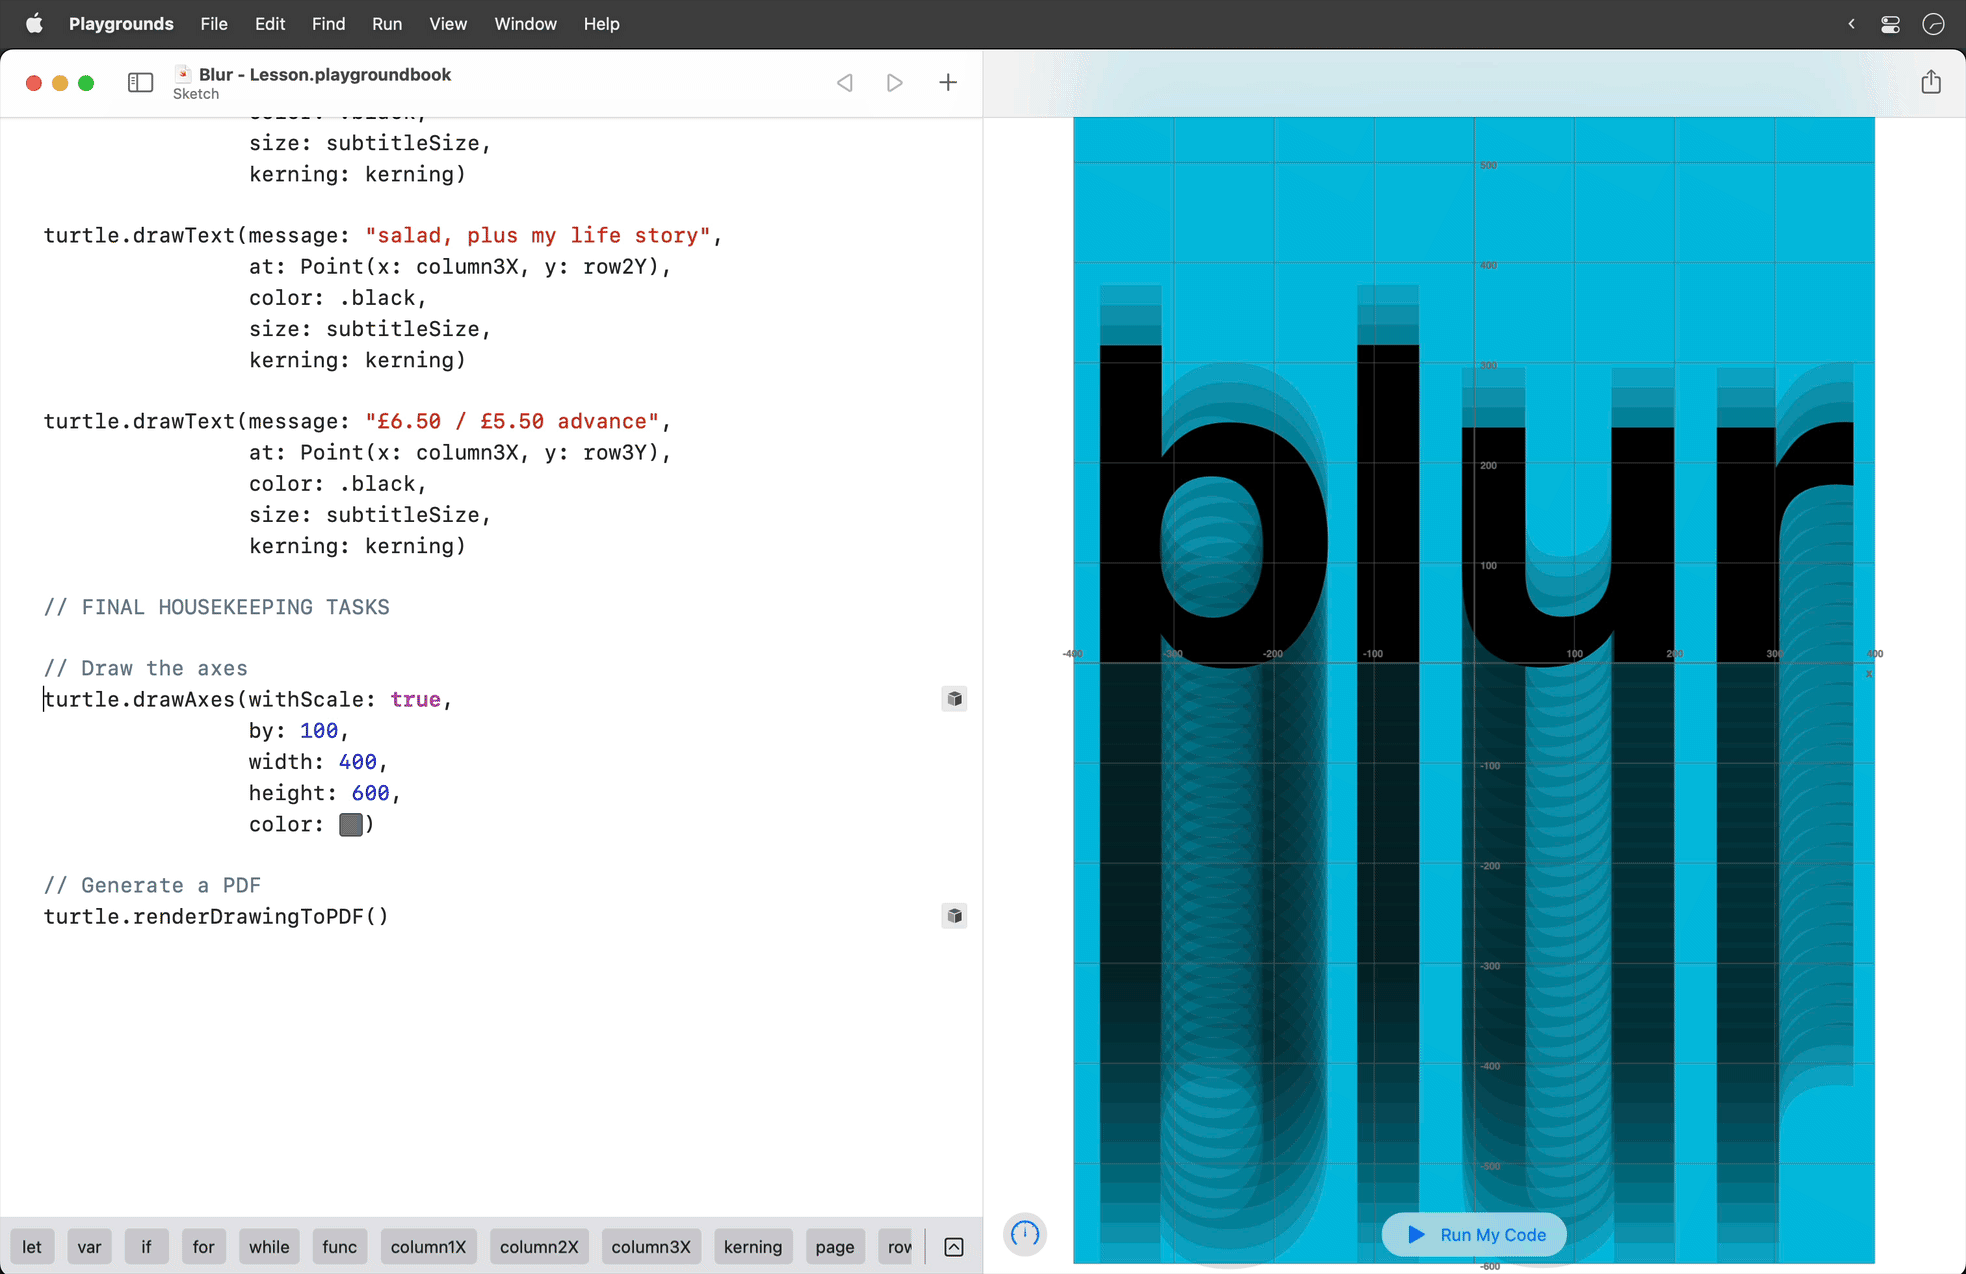 Playgrounds File Edit Find Run View Window Help
Blur - Lesson.playgroundbook
Sketch
color: .black,
size: subtitleSize,
kerning: kerning)
turtle.drawText(message: "salad, plus my life story",
at: Point(x: column3X, y: row2Y),
color: .black,
size: subtitleSize,
kerning: kerning)
turtle.drawText(message: "£6.50 / £5.50 advance",
at: Point(x: column3X, y: row3Y),
color: .black,
size: subtitleSize,
kerning: kerning)
// FINAL HOUSEKEEPING TASKS
// Draw the axes
turtle.drawAxes(withScale: true,
by: 100,
width: 400,
height: 600,
color: )
// Generate a PDF
turtle.renderDrawingToPDF()
let var if for while func column1X column2X column3X kerning page row
blur
500
400
300
200
100
-400 -300 -200 -100 100 200 300 400
x
-100
-200
-300
-400
-500
-600
Run My Code